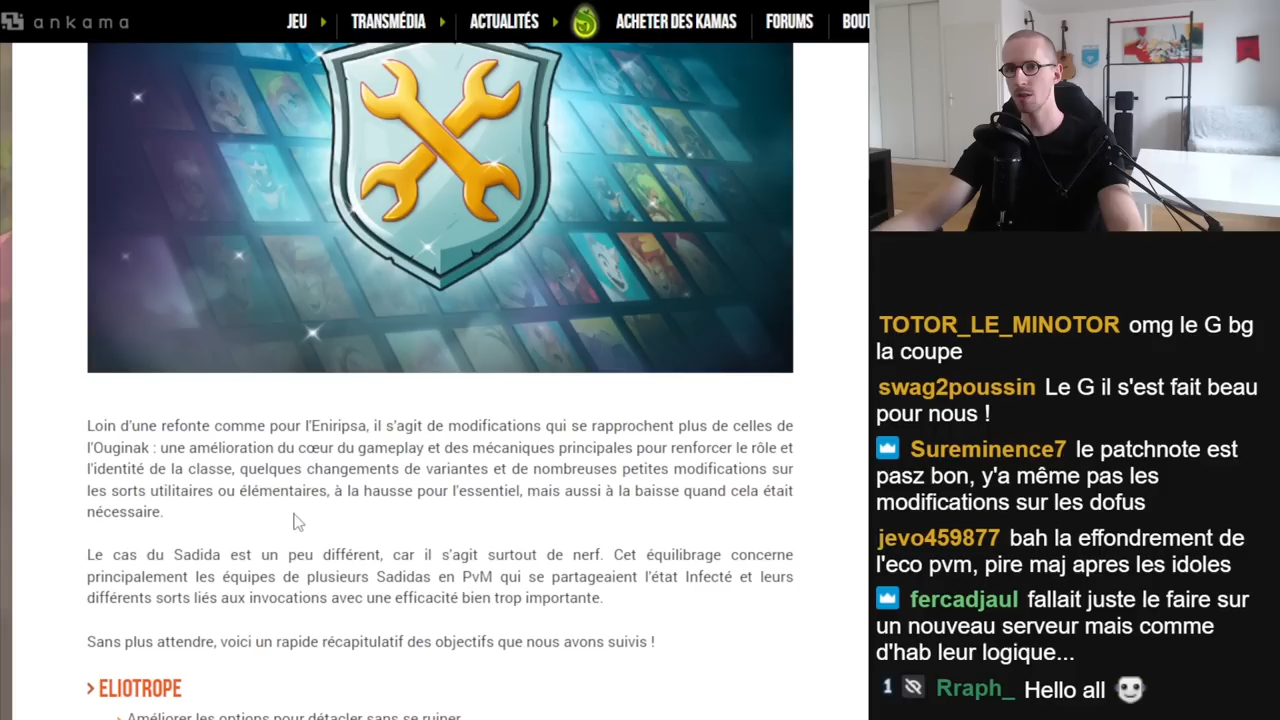 ankama
JEU
TRANSMÉDIA
ACTUALITÉS
ACHETER DES KAMAS
FORUMS
BOUT
Loin d'une refonte comme pour l'Eniripsa, il s'agit de modifications qui se rapprochent plus de celles de
l'Ouginak : une amélioration du cœur du gameplay et des mécaniques principales pour renforcer le rôle et
l'identité de la classe, quelques changements de variantes et de nombreuses petites modifications sur
les sorts utilitaires ou élémentaires, à la hausse pour l'essentiel, mais aussi à la baisse quand cela était
nécessaire.
Le cas du Sadida est un peu différent, car il s'agit surtout de nerf. Cet équilibrage concerne
principalement les équipes de plusieurs Sadidas en PvM qui se partageaient l'état Infecté et leurs
différents sorts liés aux invocations avec une efficacité bien trop importante.
Sans plus attendre, voici un rapide récapitulatif des objectifs que nous avons suivis !
ELIOTROPE
Améliorer les options pour détacler sans se ruiner
TOTOR_LE_MINOTOR omg le G bg
la coupe
swag2poussin Le G il s'est fait beau
pour nous !
Sureminence7 le patchnote est
pasz bon, y'a même pas les
modifications sur les dofus
jevo459877 bah la effondrement de
l'eco pvm, pire maj apres les idoles
fercadjaul fallait juste le faire sur
un nouveau serveur mais comme
d'hab leur logique...
1 Rraph_ Hello all